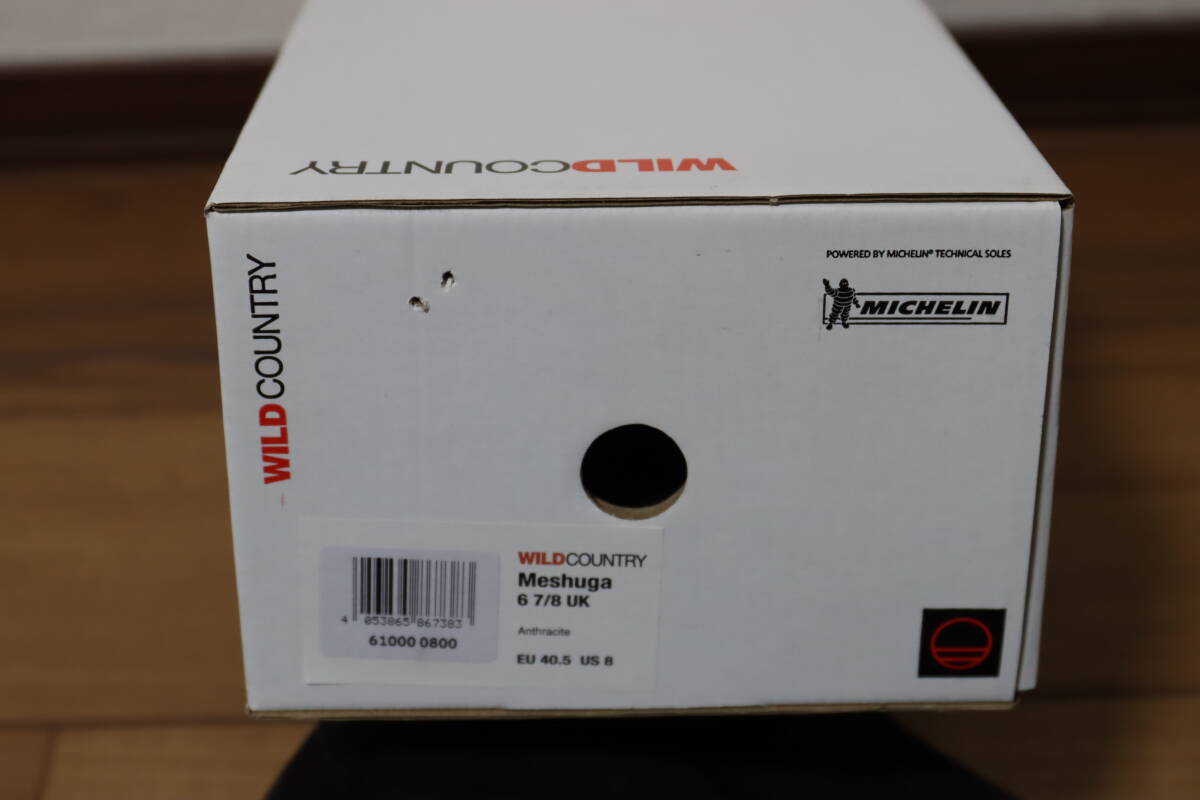 WILDCOUNTRY
WILDCOUNTRY
POWERED BY MICHELIN® TECHNICAL SOLES
MICHELIN
WILDCOUNTRY
Meshuga
6 7/8 UK
Anthracite
EU 40.5 US 8
4 053865 867383
61000 0800